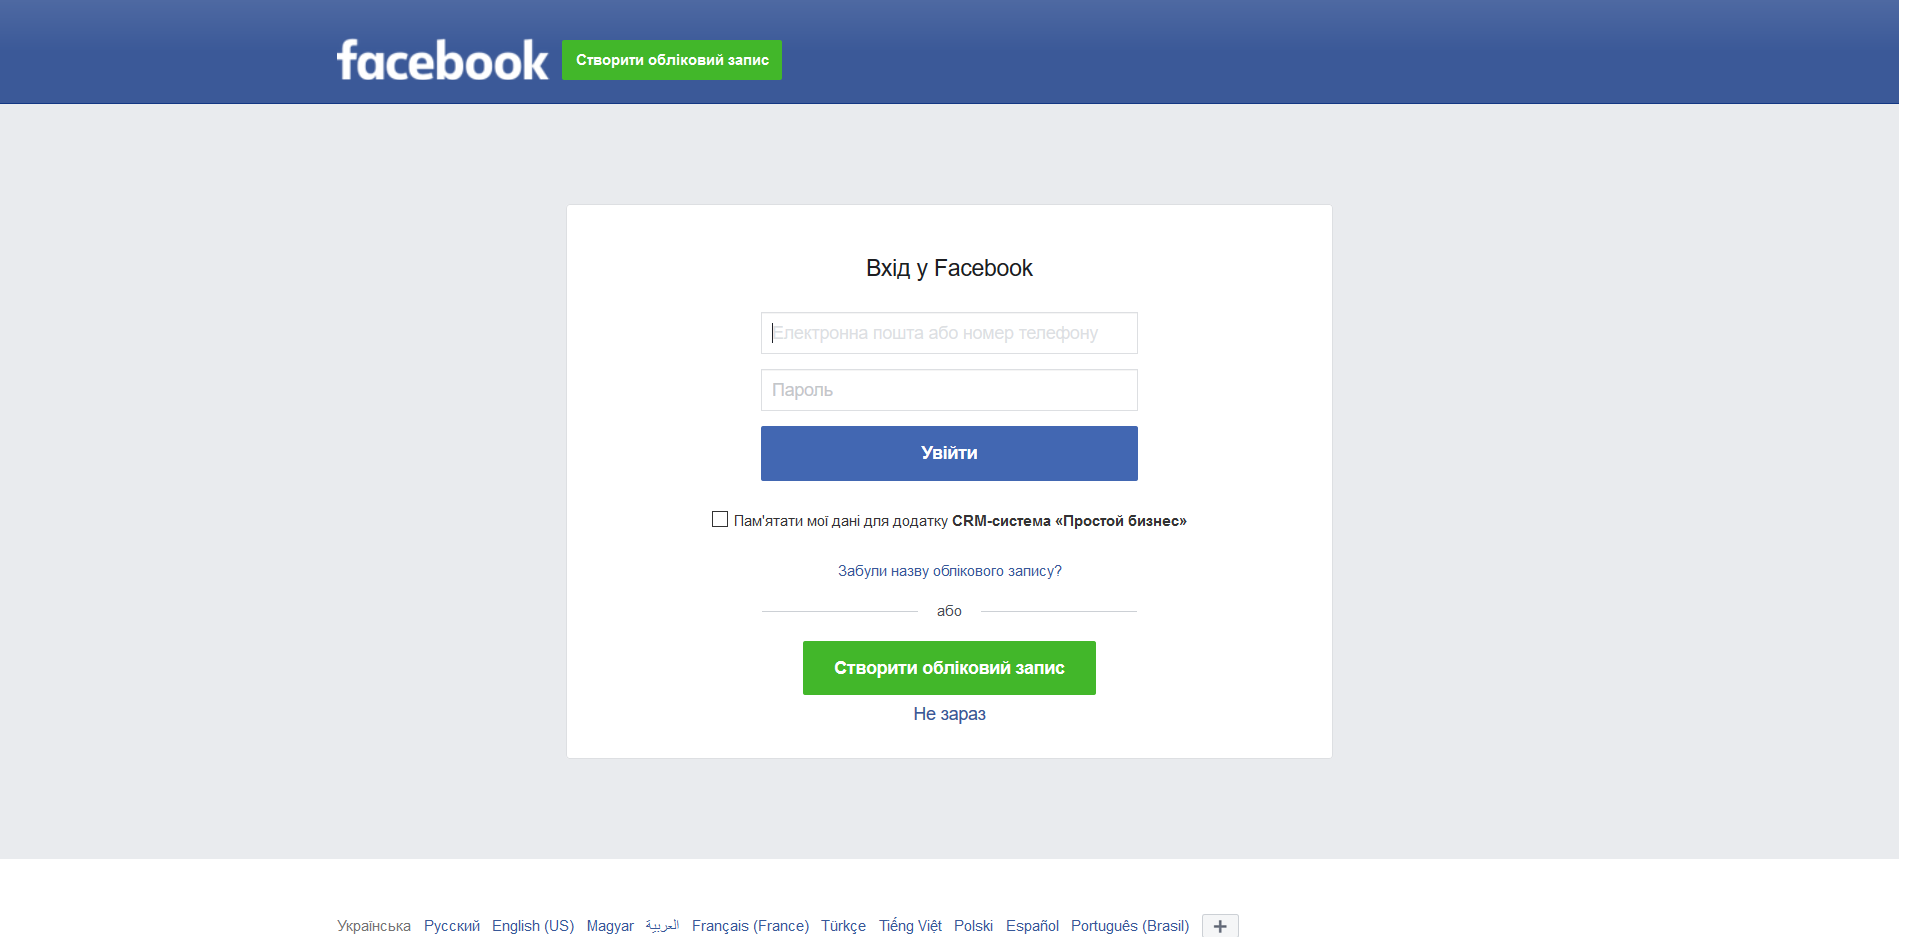 facebook Створити обліковий запис
Вхід у Facebook
Електронна пошта або номер телефону
Пароль
Увійти
Пам'ятати мої дані для додатку CRM-система «Простой бизнес»
Забули назву облікового запису?
або
Створити обліковий запис
Не зараз
Українська Русский English (US) Magyar العربية Français (France) Türkçe Tiếng Việt Polski Español Português (Brasil) +